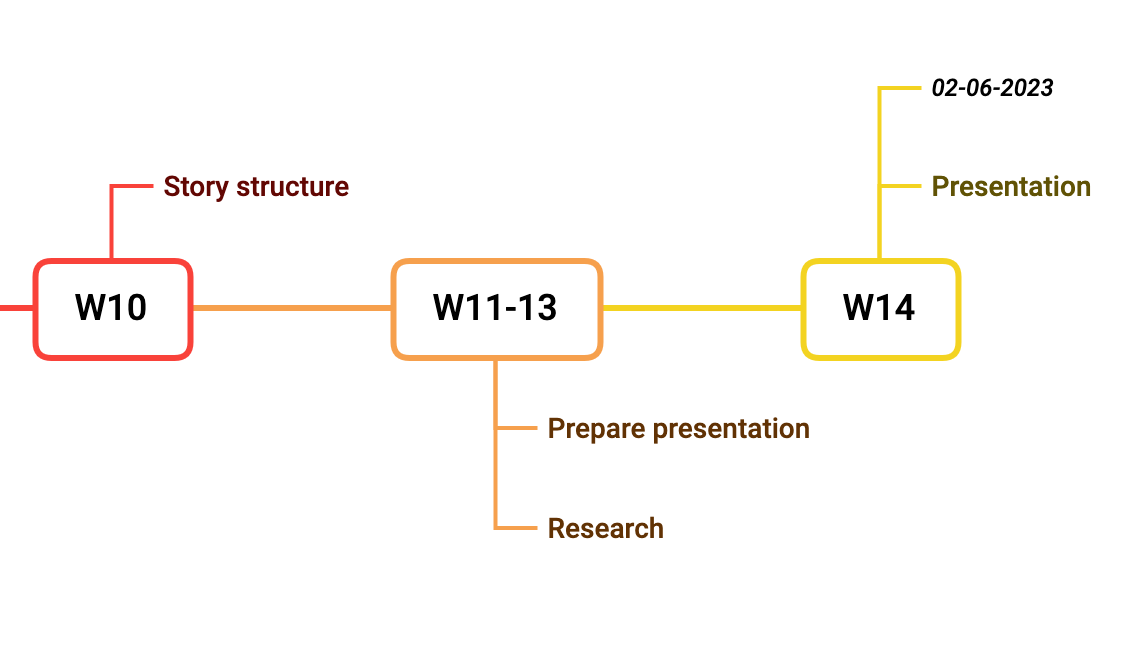 02-06-2023
Story structure
Presentation
W10
W11-13
W14
Prepare presentation
Research